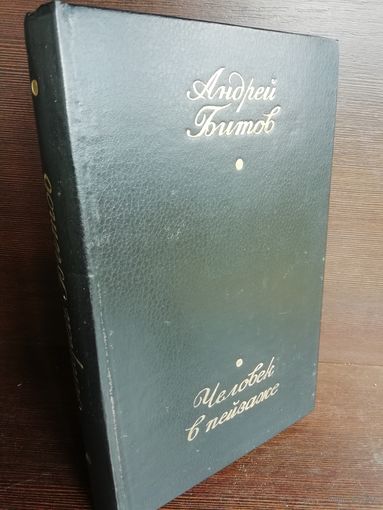 Андрей
Битов
Человек
в пейзаже